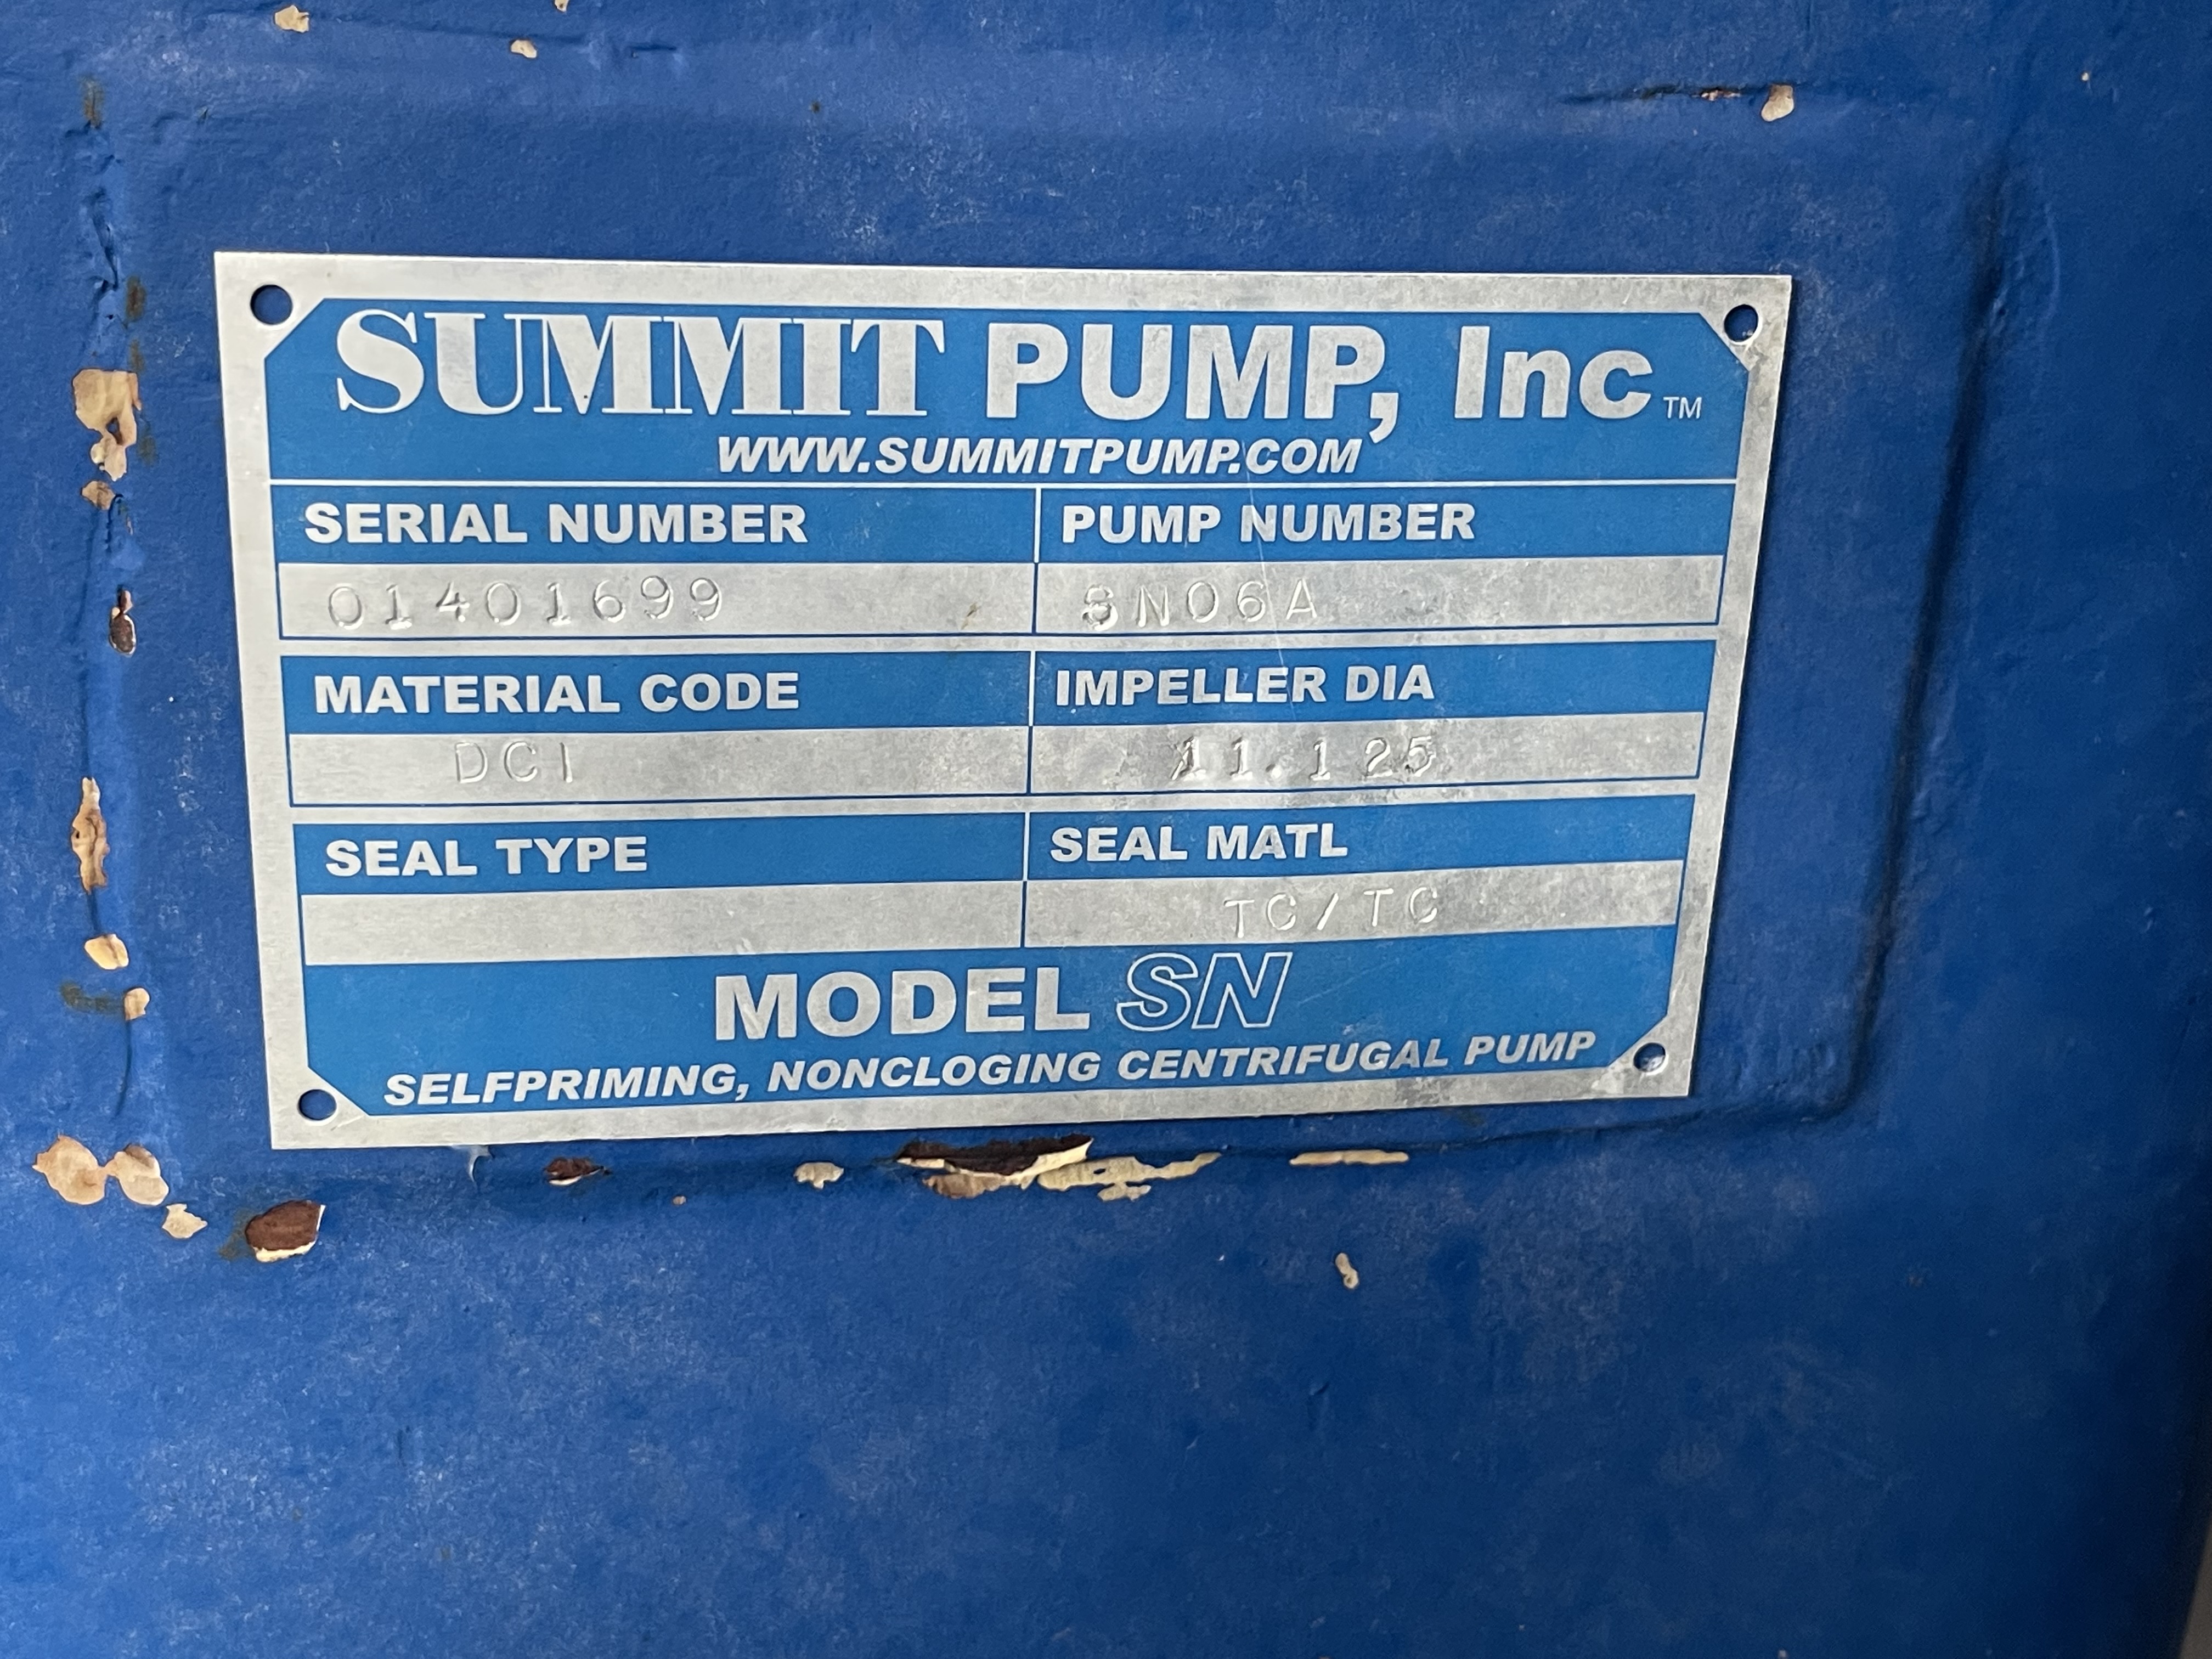 SUMMIT PUMP, Inc™
WWW.SUMMITPUMP.COM
SERIAL NUMBER PUMP NUMBER
01401699 SN06A
MATERIAL CODE IMPELLER DIA
DCI 11.125
SEAL TYPE SEAL MATL
TC/TC
MODEL SN
SELFPRIMING, NONCLOGING CENTRIFUGAL PUMP